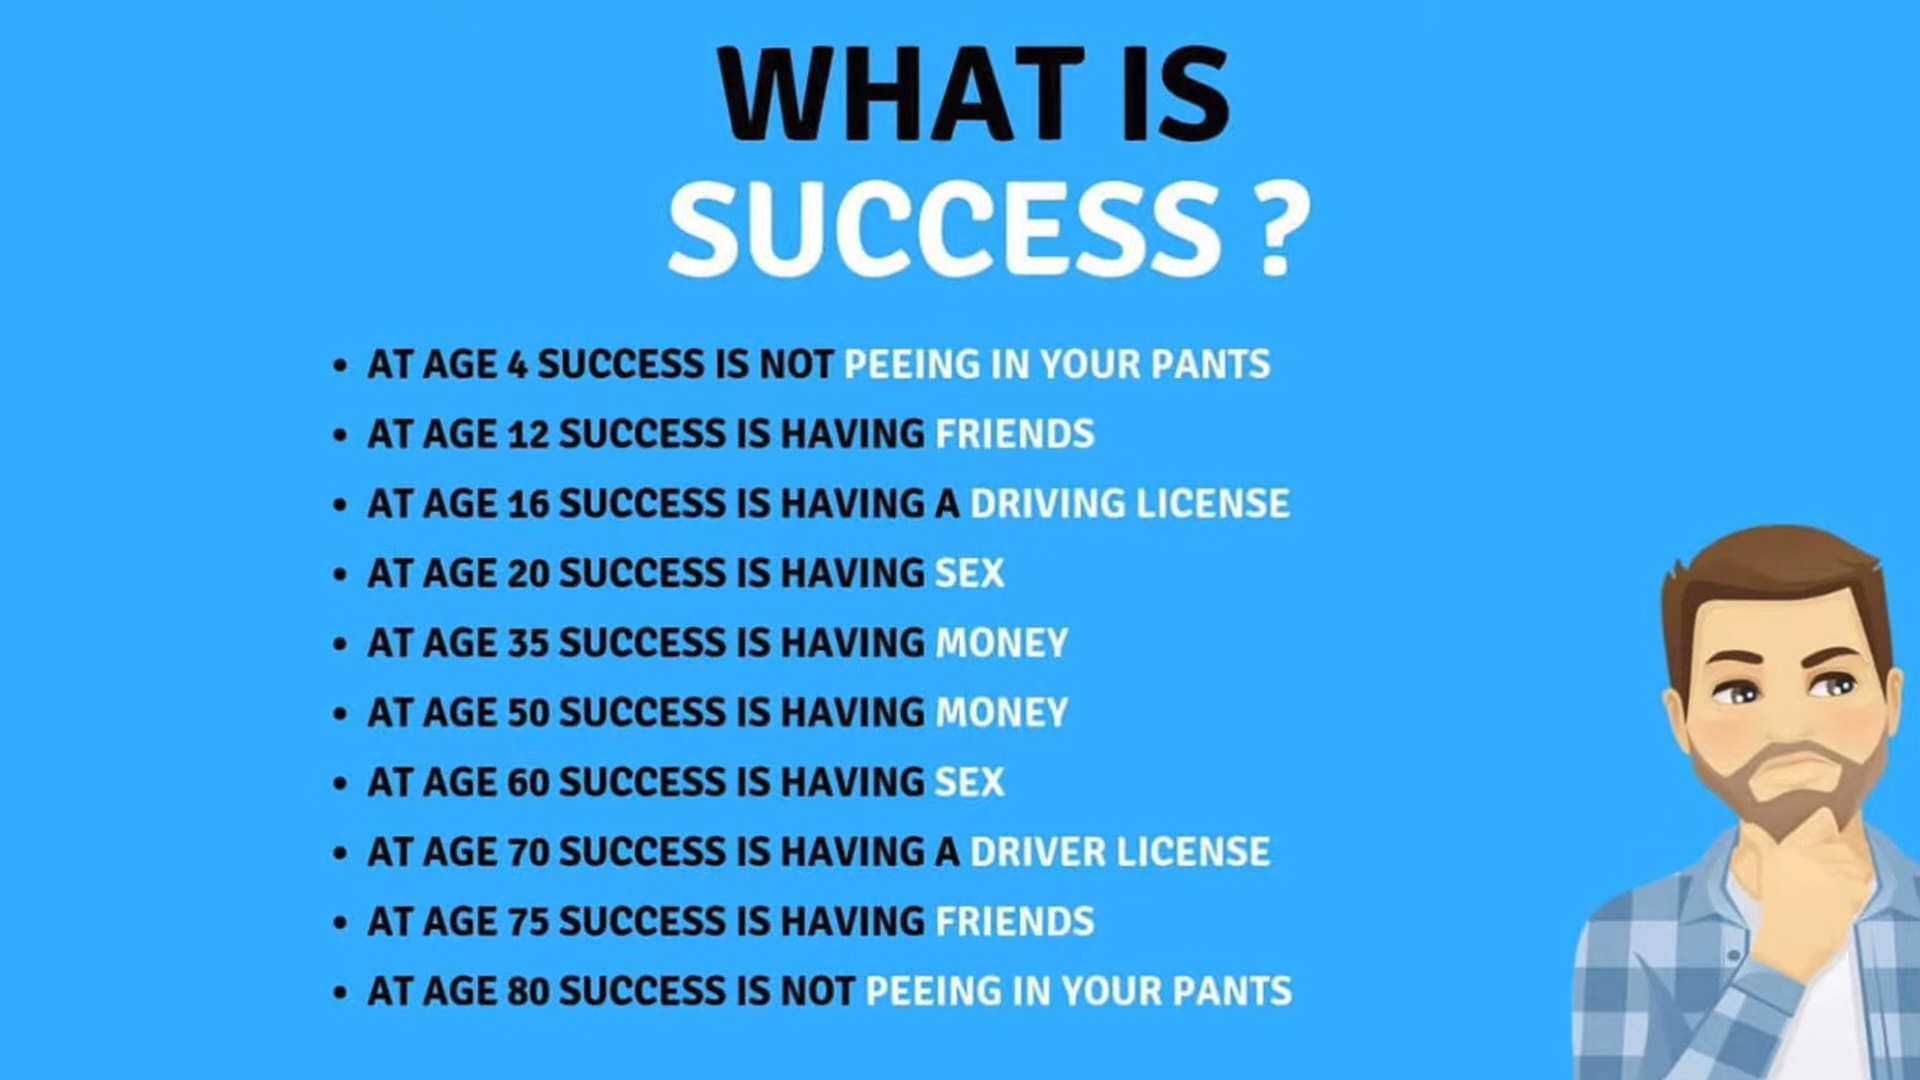 WHAT IS
SUCCESS ?
• AT AGE 4 SUCCESS IS NOT PEEING IN YOUR PANTS
• AT AGE 12 SUCCESS IS HAVING FRIENDS
• AT AGE 16 SUCCESS IS HAVING A DRIVING LICENSE
• AT AGE 20 SUCCESS IS HAVING SEX
• AT AGE 35 SUCCESS IS HAVING MONEY
• AT AGE 50 SUCCESS IS HAVING MONEY
• AT AGE 60 SUCCESS IS HAVING SEX
• AT AGE 70 SUCCESS IS HAVING A DRIVER LICENSE
• AT AGE 75 SUCCESS IS HAVING FRIENDS
• AT AGE 80 SUCCESS IS NOT PEEING IN YOUR PANTS